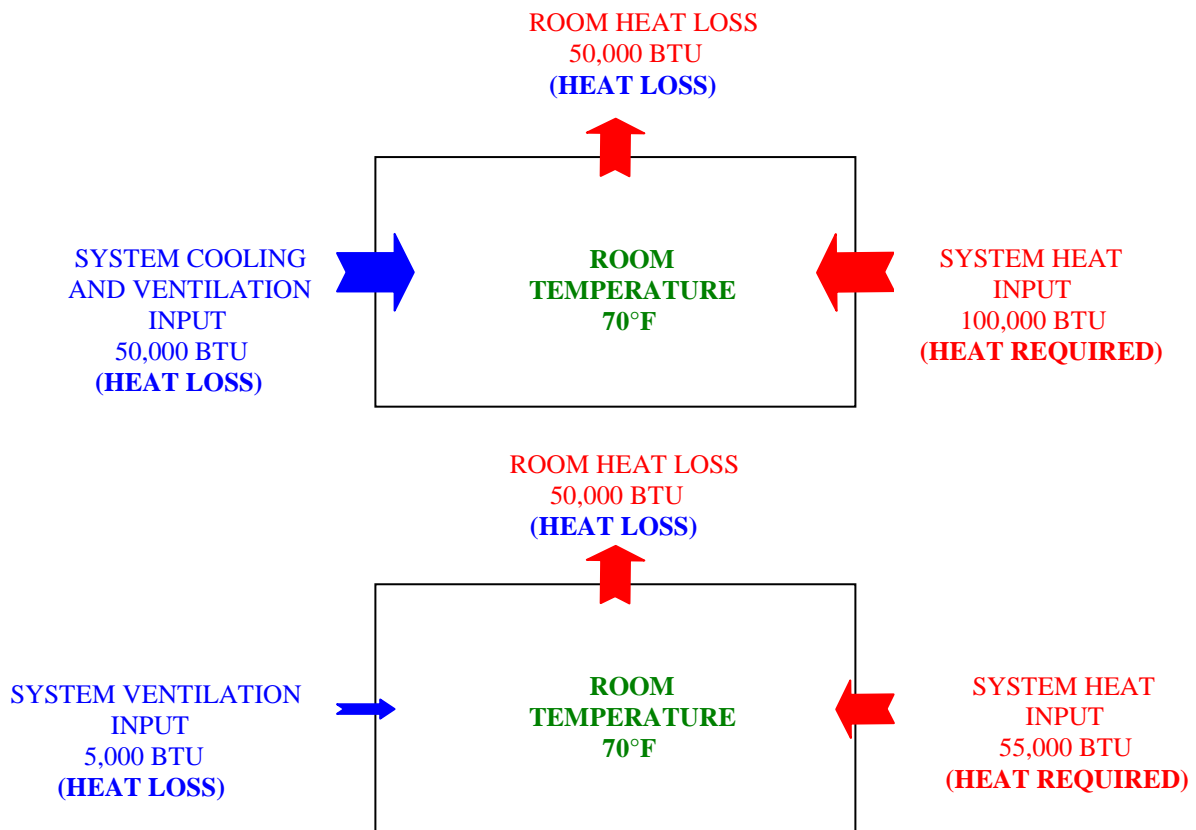 ROOM HEAT LOSS
50,000 BTU
(HEAT LOSS)
SYSTEM COOLING
AND VENTILATION
INPUT
50,000 BTU
(HEAT LOSS)
ROOM
TEMPERATURE
70°F
SYSTEM HEAT
INPUT
100,000 BTU
(HEAT REQUIRED)
ROOM HEAT LOSS
50,000 BTU
(HEAT LOSS)
SYSTEM VENTILATION
INPUT
5,000 BTU
(HEAT LOSS)
ROOM
TEMPERATURE
70°F
SYSTEM HEAT
INPUT
55,000 BTU
(HEAT REQUIRED)